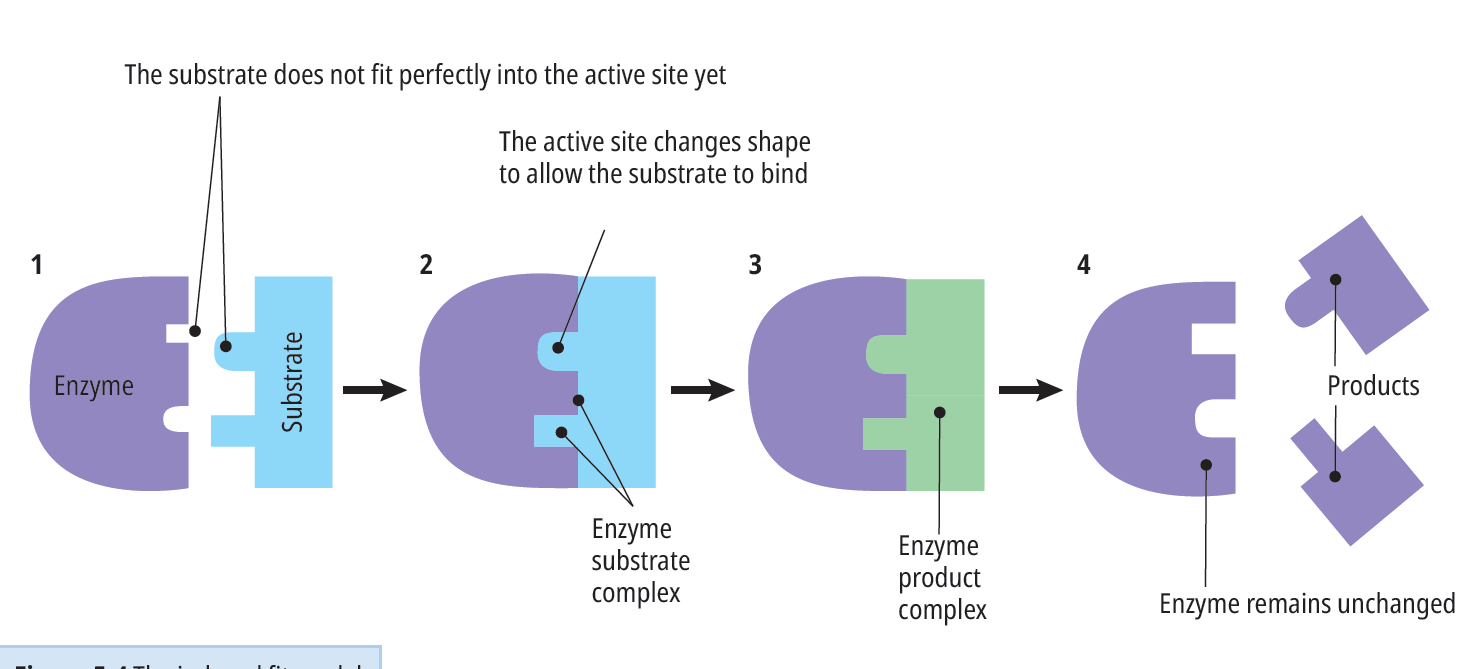 The substrate does not fit perfectly into the active site yet
The active site changes shape
to allow the substrate to bind
1
2
3
4
Enzyme
Substrate
Products
Enzyme
substrate
complex
Enzyme
product
complex
Enzyme remains unchanged